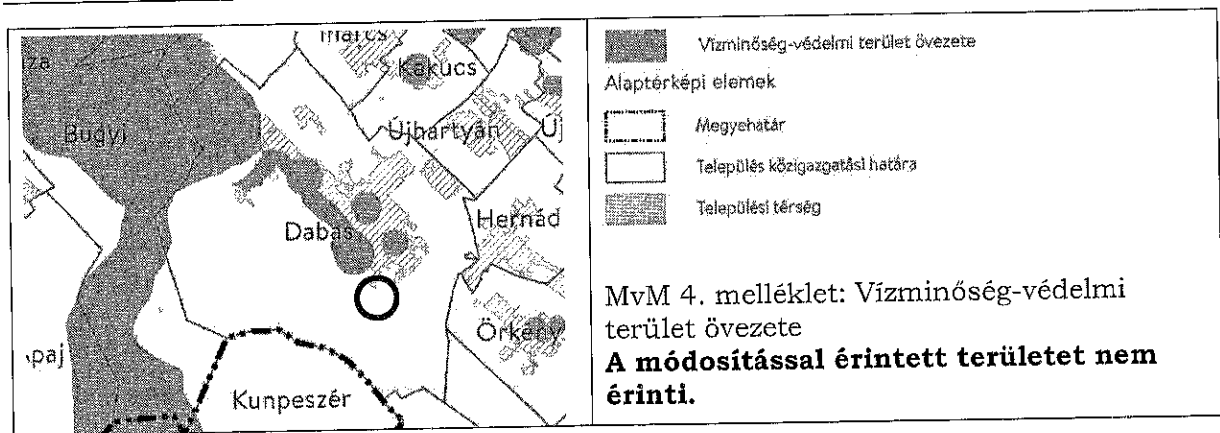 Kakucs
Bugyi
Újhartyán
Új
Hernád
Dabas
Örkény
Kunpeszér
Vízminőség-védelmi terület övezete
Alaptérképi elemek
Megyehatár
Település közigazgatási határa
Települési térség
MvM 4. melléklet: Vízminőség-védelmi
terület övezete
A módosítással érintett területet nem
érinti.